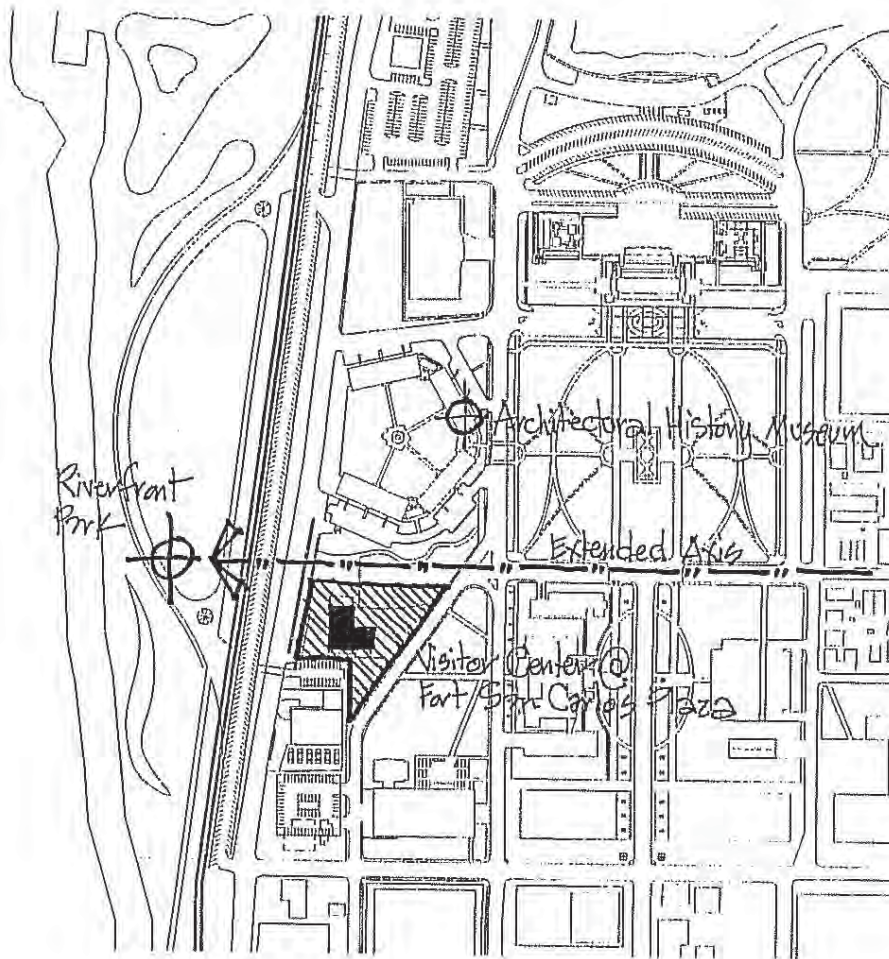 Architectural History Museum
Riverfront
Park
Extended Axis
Visitor Center @
Fort San Carlos Plaza